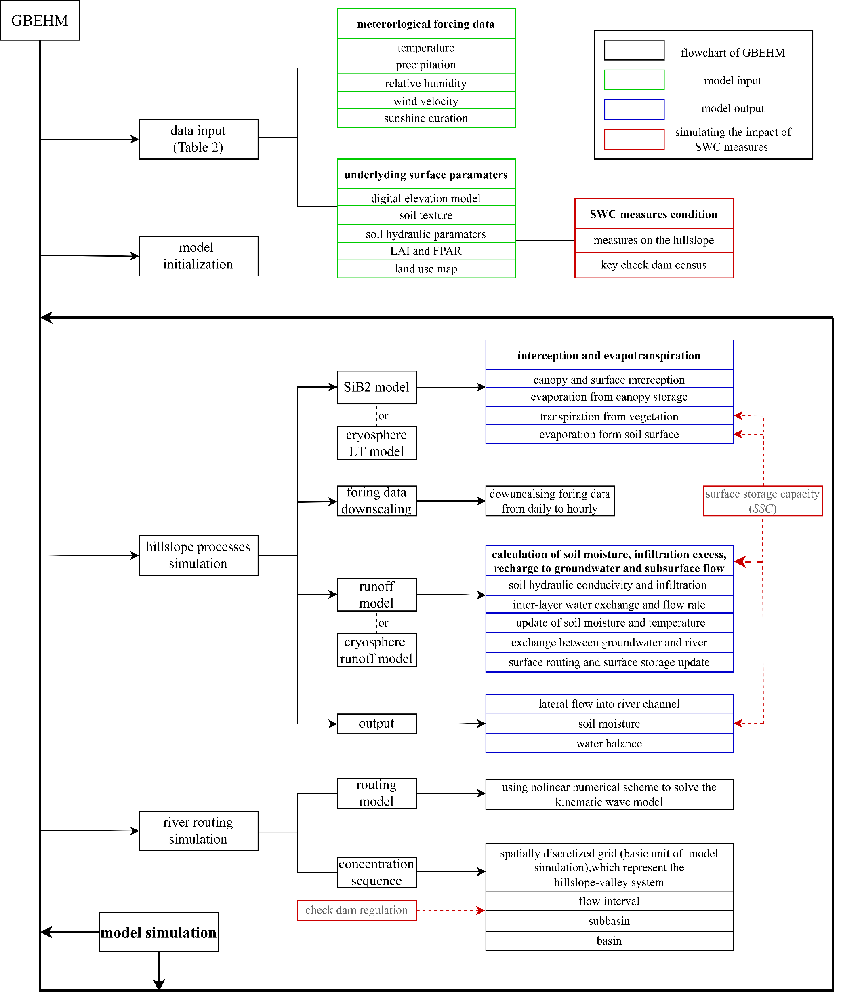 GBEHM
meterorlogical forcing data
temperature
precipitation
relative humidity
wind velocity
sunshine duration
flowchart of GBEHM
model input
model output
simulating the impact of
SWC measures
data input
(Table 2)
underlyding surface paramaters
digital elevation model
soil texture
soil hydraulic paramaters
LAI and FPAR
land use map
SWC measures condition
measures on the hillslope
key check dam census
model
initialization
interception and evapotranspiration
canopy and surface interception
evaporation from canopy storage
transpiration from vegetation
evaporation form soil surface
SiB2 model
or
cryosphere
ET model
foring data
downscaling
dowuncalsing foring data
from daily to hourly
surface storage capacity
(SSC)
hillslope processes
simulation
calculation of soil moisture, infiltration excess,
recharge to groundwater and subsurface flow
soil hydraulic conducivity and infiltration
inter-layer water exchange and flow rate
update of soil moisture and temperature
exchange between groundwater and river
surface routing and surface storage update
runoff
model
or
cryosphere
runoff model
output
lateral flow into river channel
soil moisture
water balance
routing
model
using nolinear numerical scheme to solve the
kinematic wave model
river routing
simulation
concentration
sequence
spatially discretized grid (basic unit of  model
simulation),which represent the
hillslope-valley system
flow interval
subbasin
basin
check dam regulation
model simulation